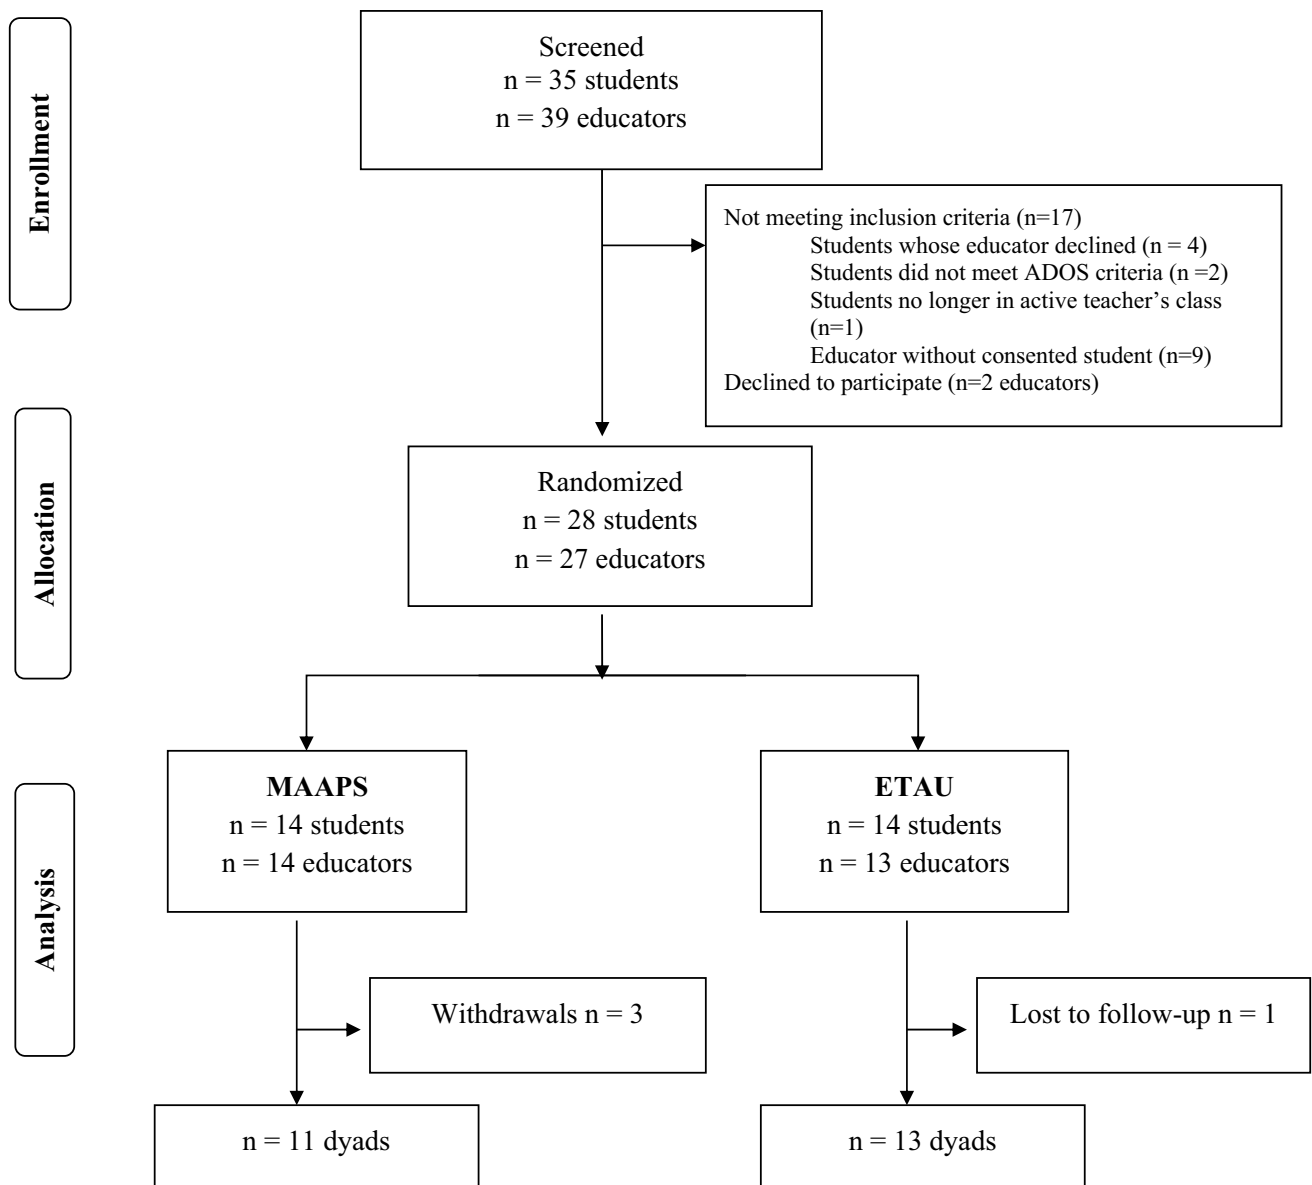 Enrollment
Screened
n = 35 students
n = 39 educators
Not meeting inclusion criteria (n=17)
Students whose educator declined (n = 4)
Students did not meet ADOS criteria (n =2)
Students no longer in active teacher’s class
(n=1)
Educator without consented student (n=9)
Declined to participate (n=2 educators)
Allocation
Randomized
n = 28 students
n = 27 educators
Analysis
MAAPS
n = 14 students
n = 14 educators
ETAU
n = 14 students
n = 13 educators
Withdrawals n = 3
Lost to follow-up n = 1
n = 11 dyads
n = 13 dyads